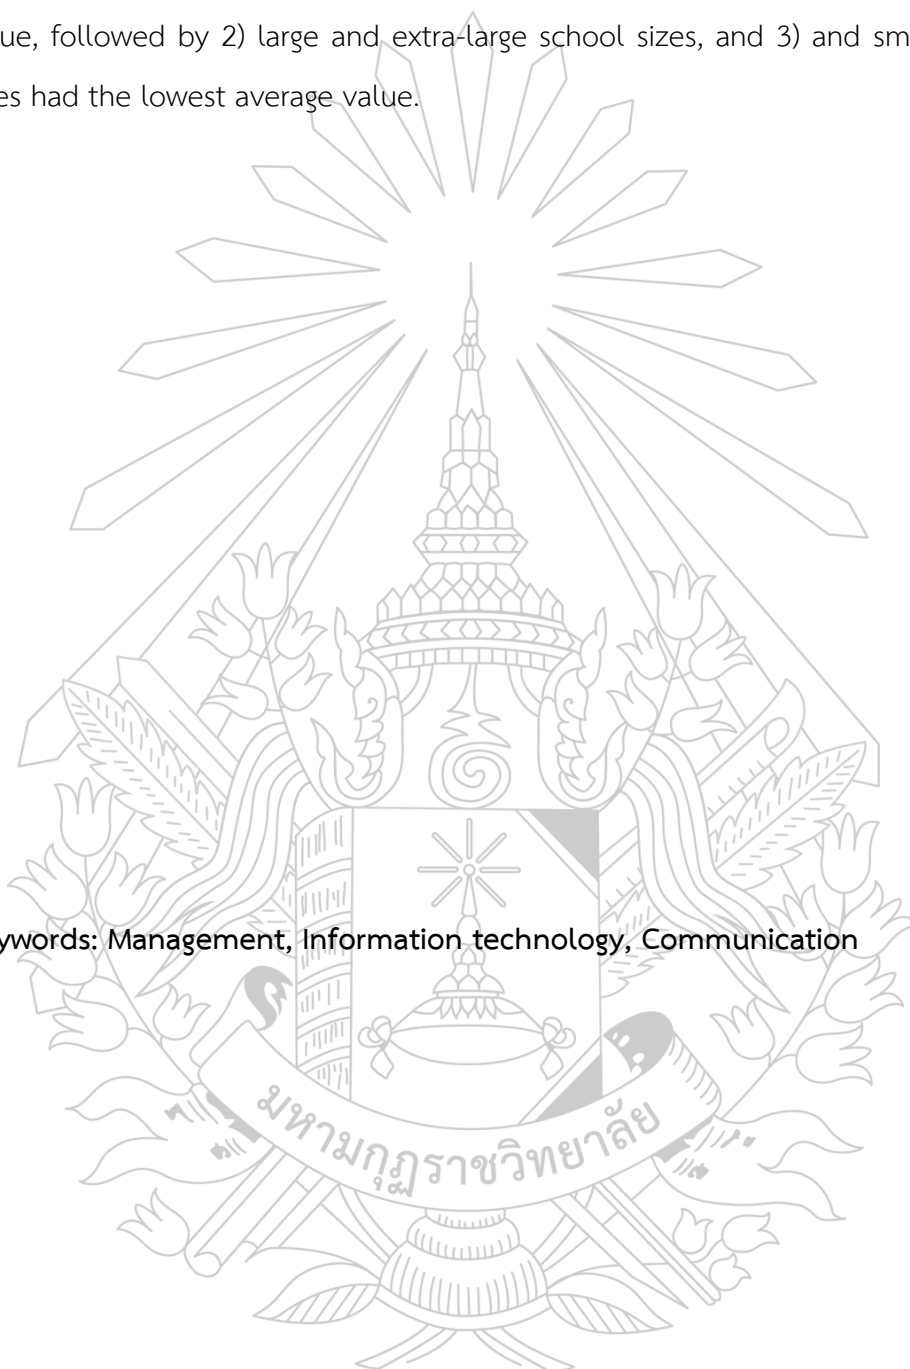 ue, followed by 2) large and extra-large school sizes, and 3) and sm
es had the lowest average value.
ywords: Management, Information technology, Communication
มหามกุฏราชวิทยาลัย